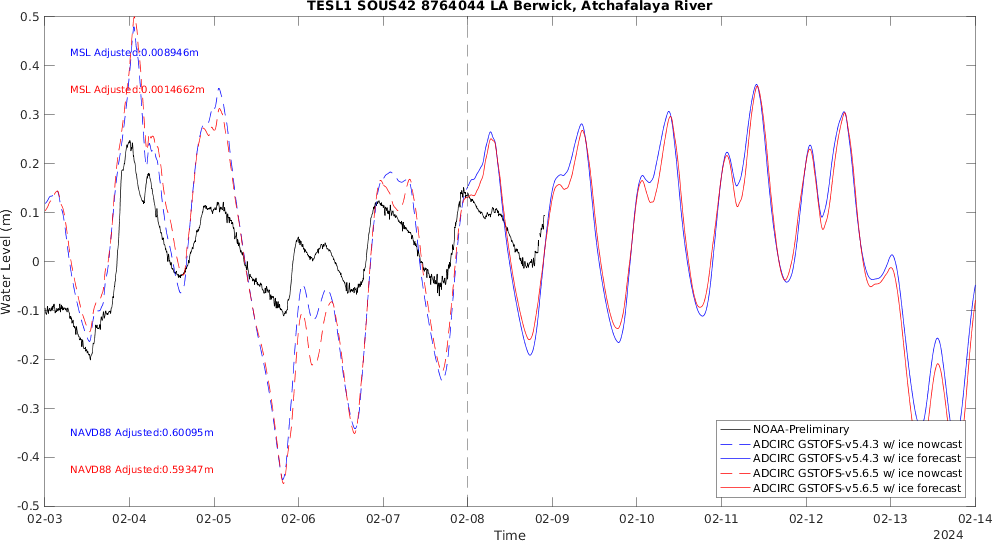 TESL1 SOUS42 8764044 LA Berwick, Atchafalaya River
0.5
0.4
0.3
0.2
0.1
0
-0.1
-0.2
-0.3
-0.4
-0.5
Water Level (m)
MSL Adjusted:0.008946m
MSL Adjusted:0.0014662m
NAVD88 Adjusted:0.60095m
NAVD88 Adjusted:0.59347m
NOAA-Preliminary
ADCIRC GSTOFS-v5.4.3 w/ ice nowcast
ADCIRC GSTOFS-v5.4.3 w/ ice forecast
ADCIRC GSTOFS-v5.6.5 w/ ice nowcast
ADCIRC GSTOFS-v5.6.5 w/ ice forecast
02-03 02-04 02-05 02-06 02-07 02-08 02-09 02-10 02-11 02-12 02-13 02-14
Time
2024